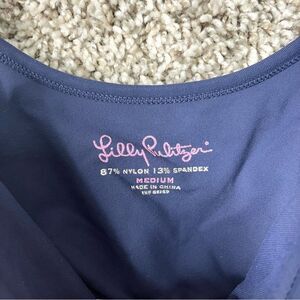 Lilly Pulitzer
87% NYLON 13% SPANDEX
MEDIUM
MADE IN CHINA